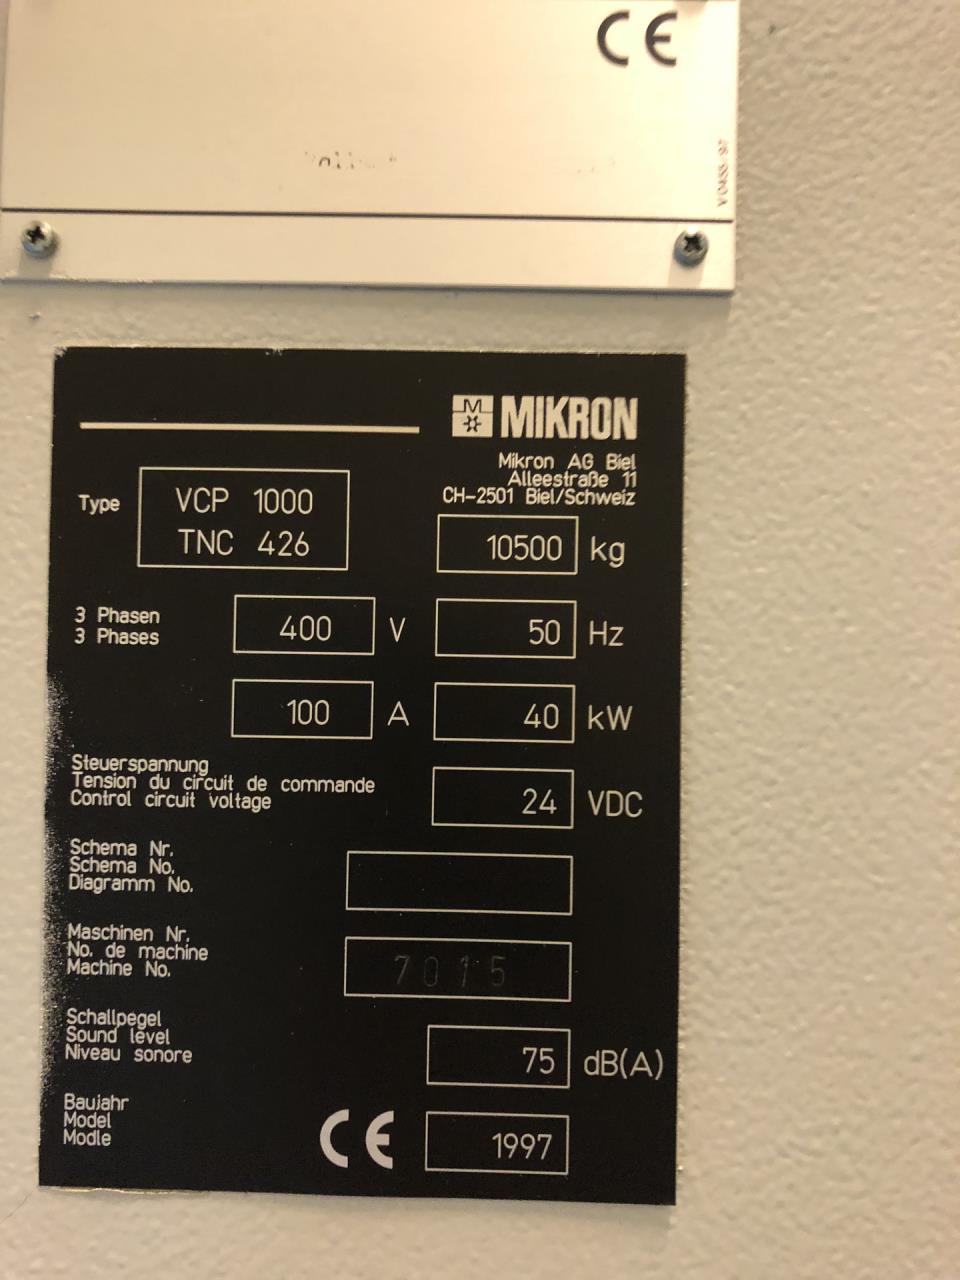 CE
V0455-97
MIKRON
Mikron AG Biel
Alleestraße 11
CH-2501 Biel/Schweiz
Type
VCP 1000
TNC 426
10500 kg
3 Phasen
3 Phases
400 V
50 Hz
100 A
40 kW
Steuerspannung
Tension du circuit de commande
Control circuit voltage
24 VDC
Schema Nr.
Schema No.
Diagramm No.
Maschinen Nr.
No. de machine
Machine No.
7015
Schallpegel
Sound level
Niveau sonore
75 dB(A)
Baujahr
Model
Modle
CE
1997